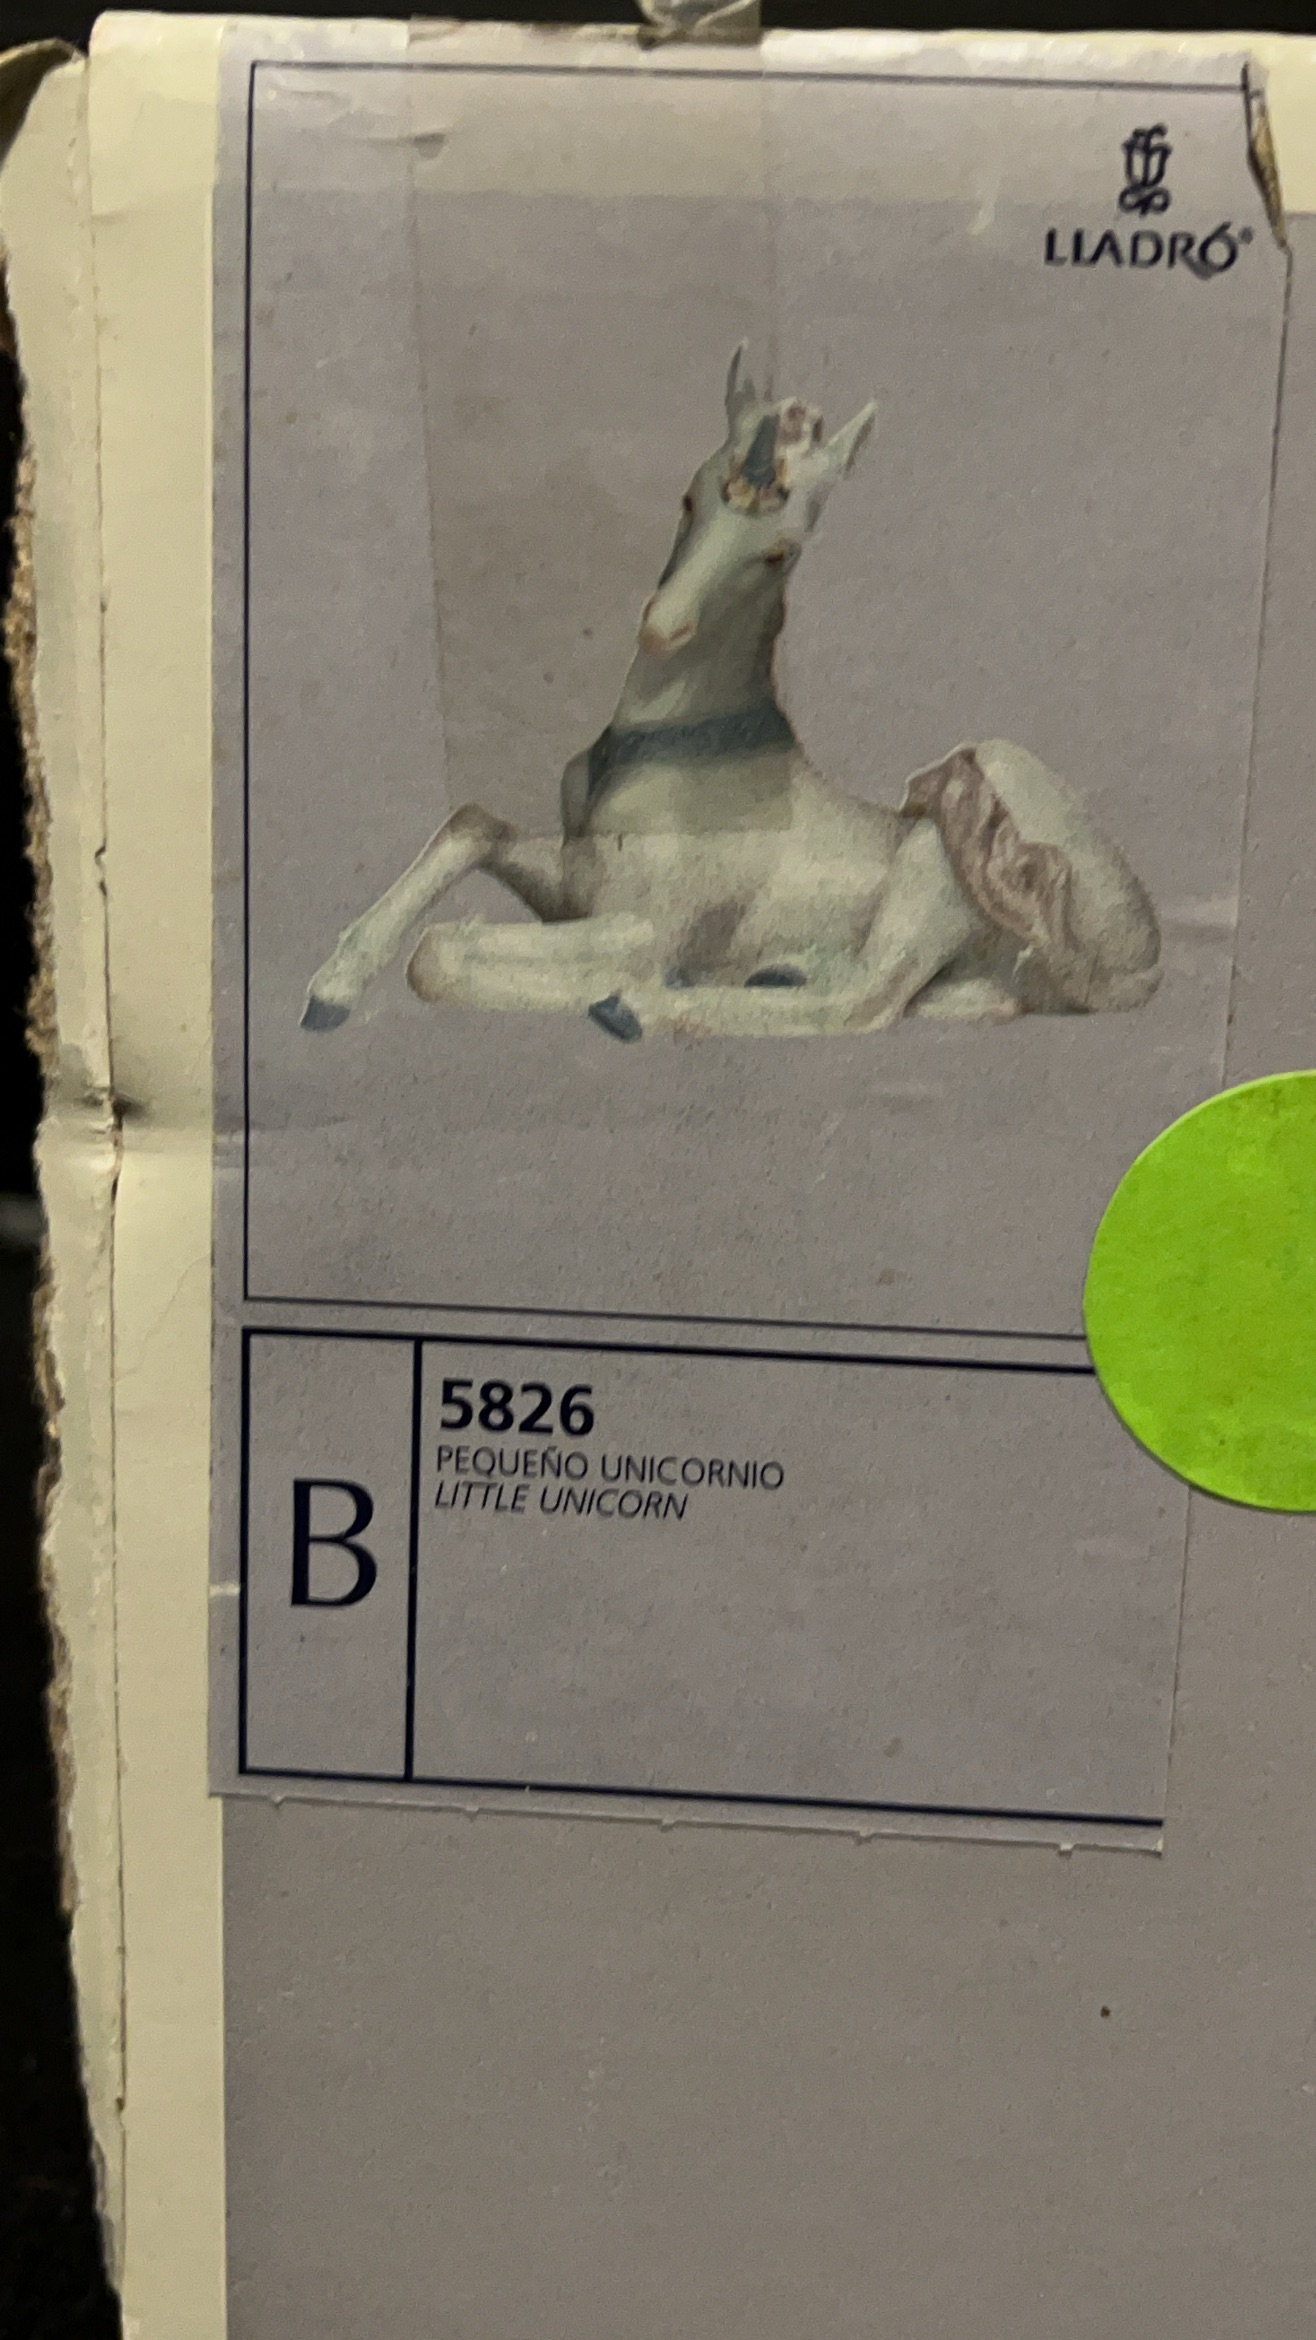 LLADRÓ®
5826
PEQUEÑO UNICORNIO
LITTLE UNICORN
B